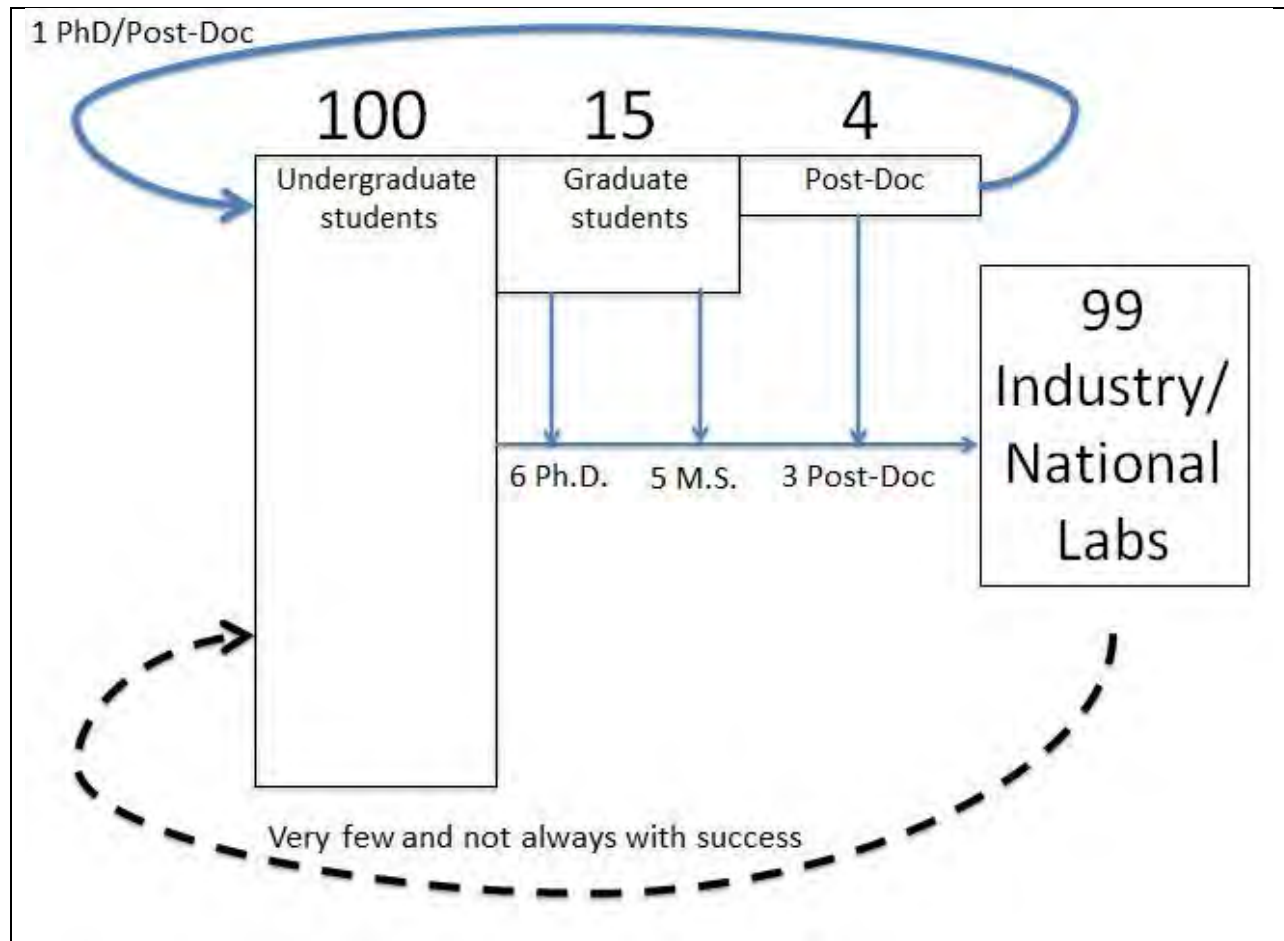 1 PhD/Post-Doc
100
15
4
Undergraduate
students
Graduate
students
Post-Doc
99
Industry/
National
Labs
6 Ph.D.
5 M.S.
3 Post-Doc
Very few and not always with success